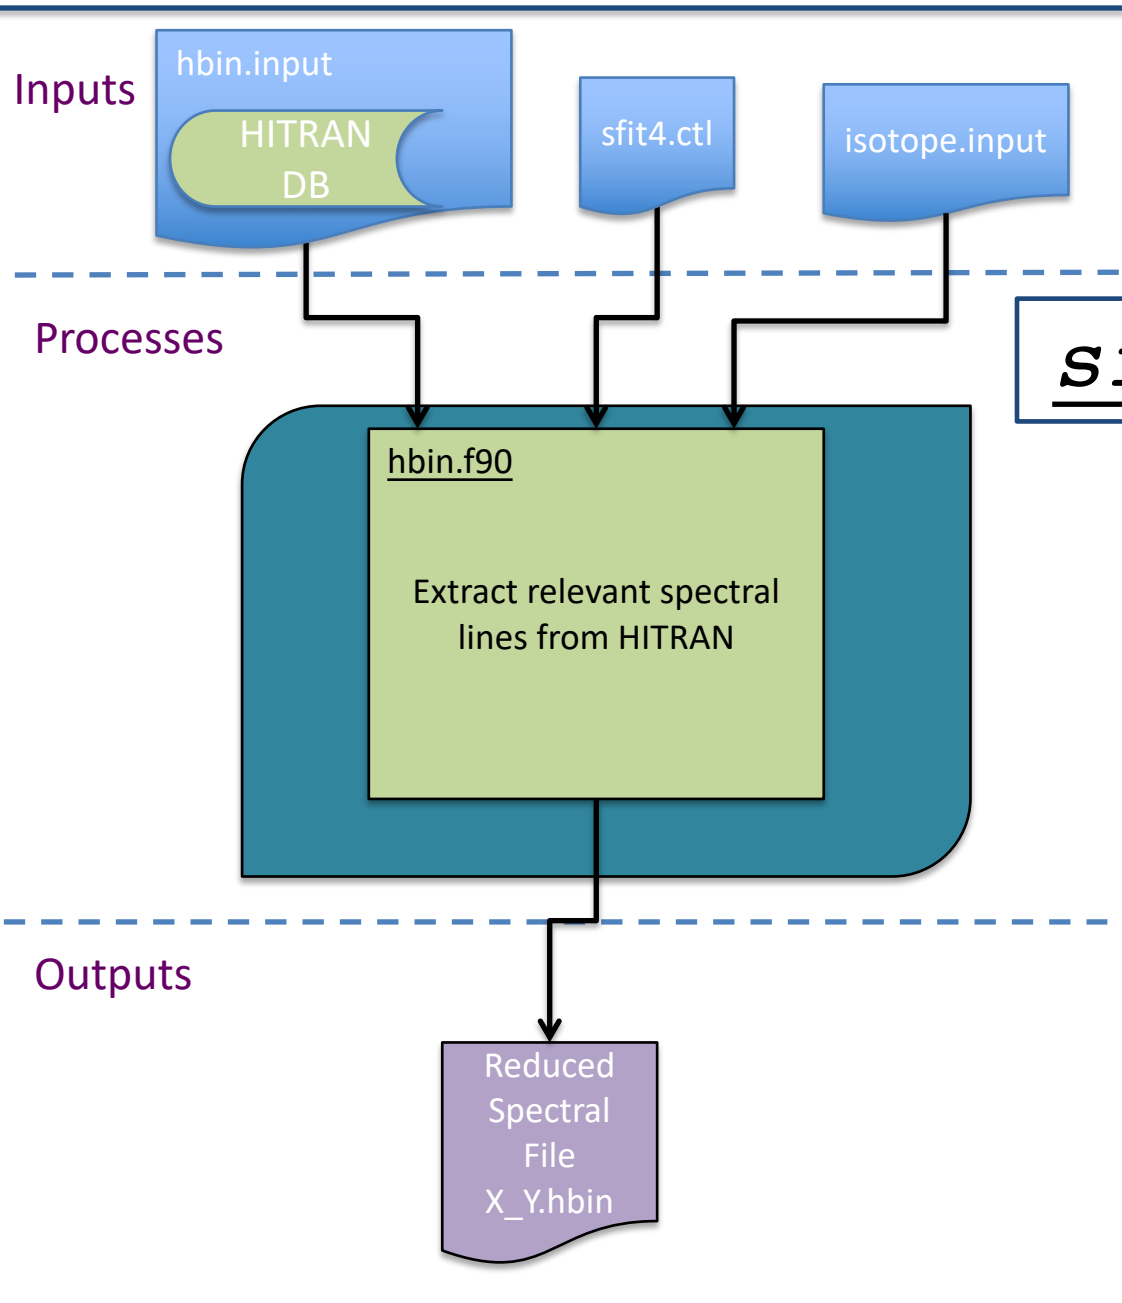 Inputs
hbin.input
HITRAN
DB
sfit4.ctl
isotope.input
Processes
hbin.f90
Extract relevant spectral
lines from HITRAN
Outputs
Reduced
Spectral
File
X_Y.hbin